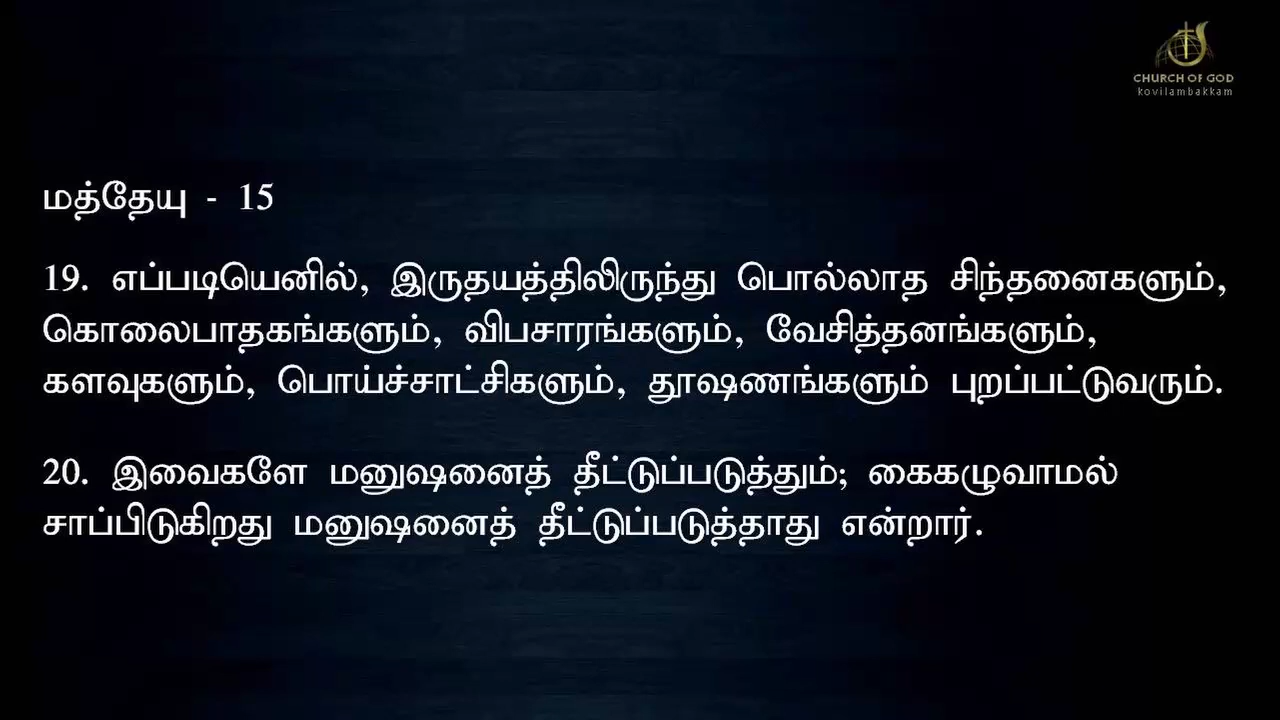 CHURCH OF GOD
kovilambakkam
மத்தேயு - 15
19. எப்படியெனில், இருதயத்திலிருந்து பொல்லாத சிந்தனைகளும்,
கொலைபாதகங்களும், விபசாரங்களும், வேசித்தனங்களும்,
களவுகளும், பொய்ச்சாட்சிகளும், தூஷணங்களும் புறப்பட்டுவரும்.
20. இவைகளே மனுஷனைத் தீட்டுப்படுத்தும்; கைகழுவாமல்
சாப்பிடுகிறது மனுஷனைத் தீட்டுப்படுத்தாது என்றார்.